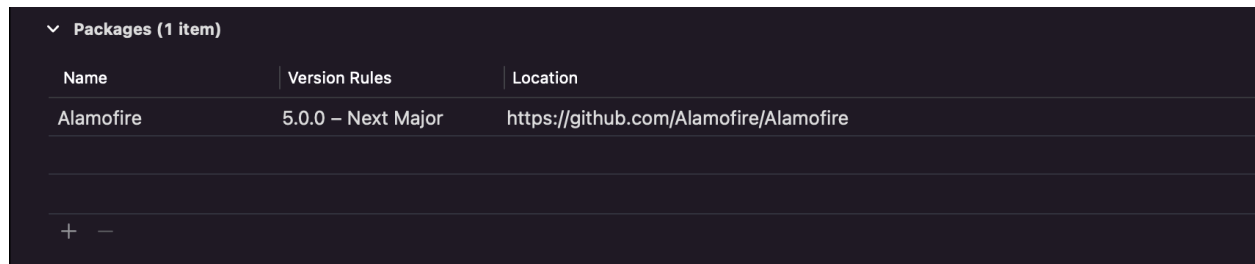 Packages (1 item)
Name Version Rules Location
Alamofire 5.0.0 – Next Major https://github.com/Alamofire/Alamofire